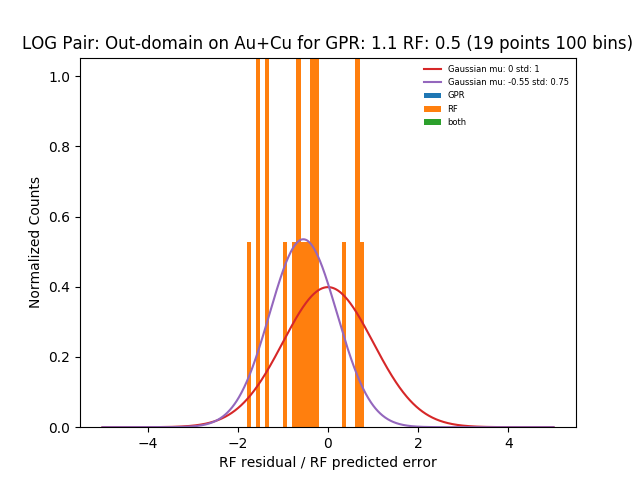 LOG Pair: Out-domain on Au+Cu for GPR: 1.1 RF: 0.5 (19 points 100 bins)
Gaussian mu: 0 std: 1
Gaussian mu: -0.55 std: 0.75
GPR
RF
both
1.0
0.8
0.6
0.4
0.2
0.0
Normalized Counts
−4
−2
0
2
4
RF residual / RF predicted error